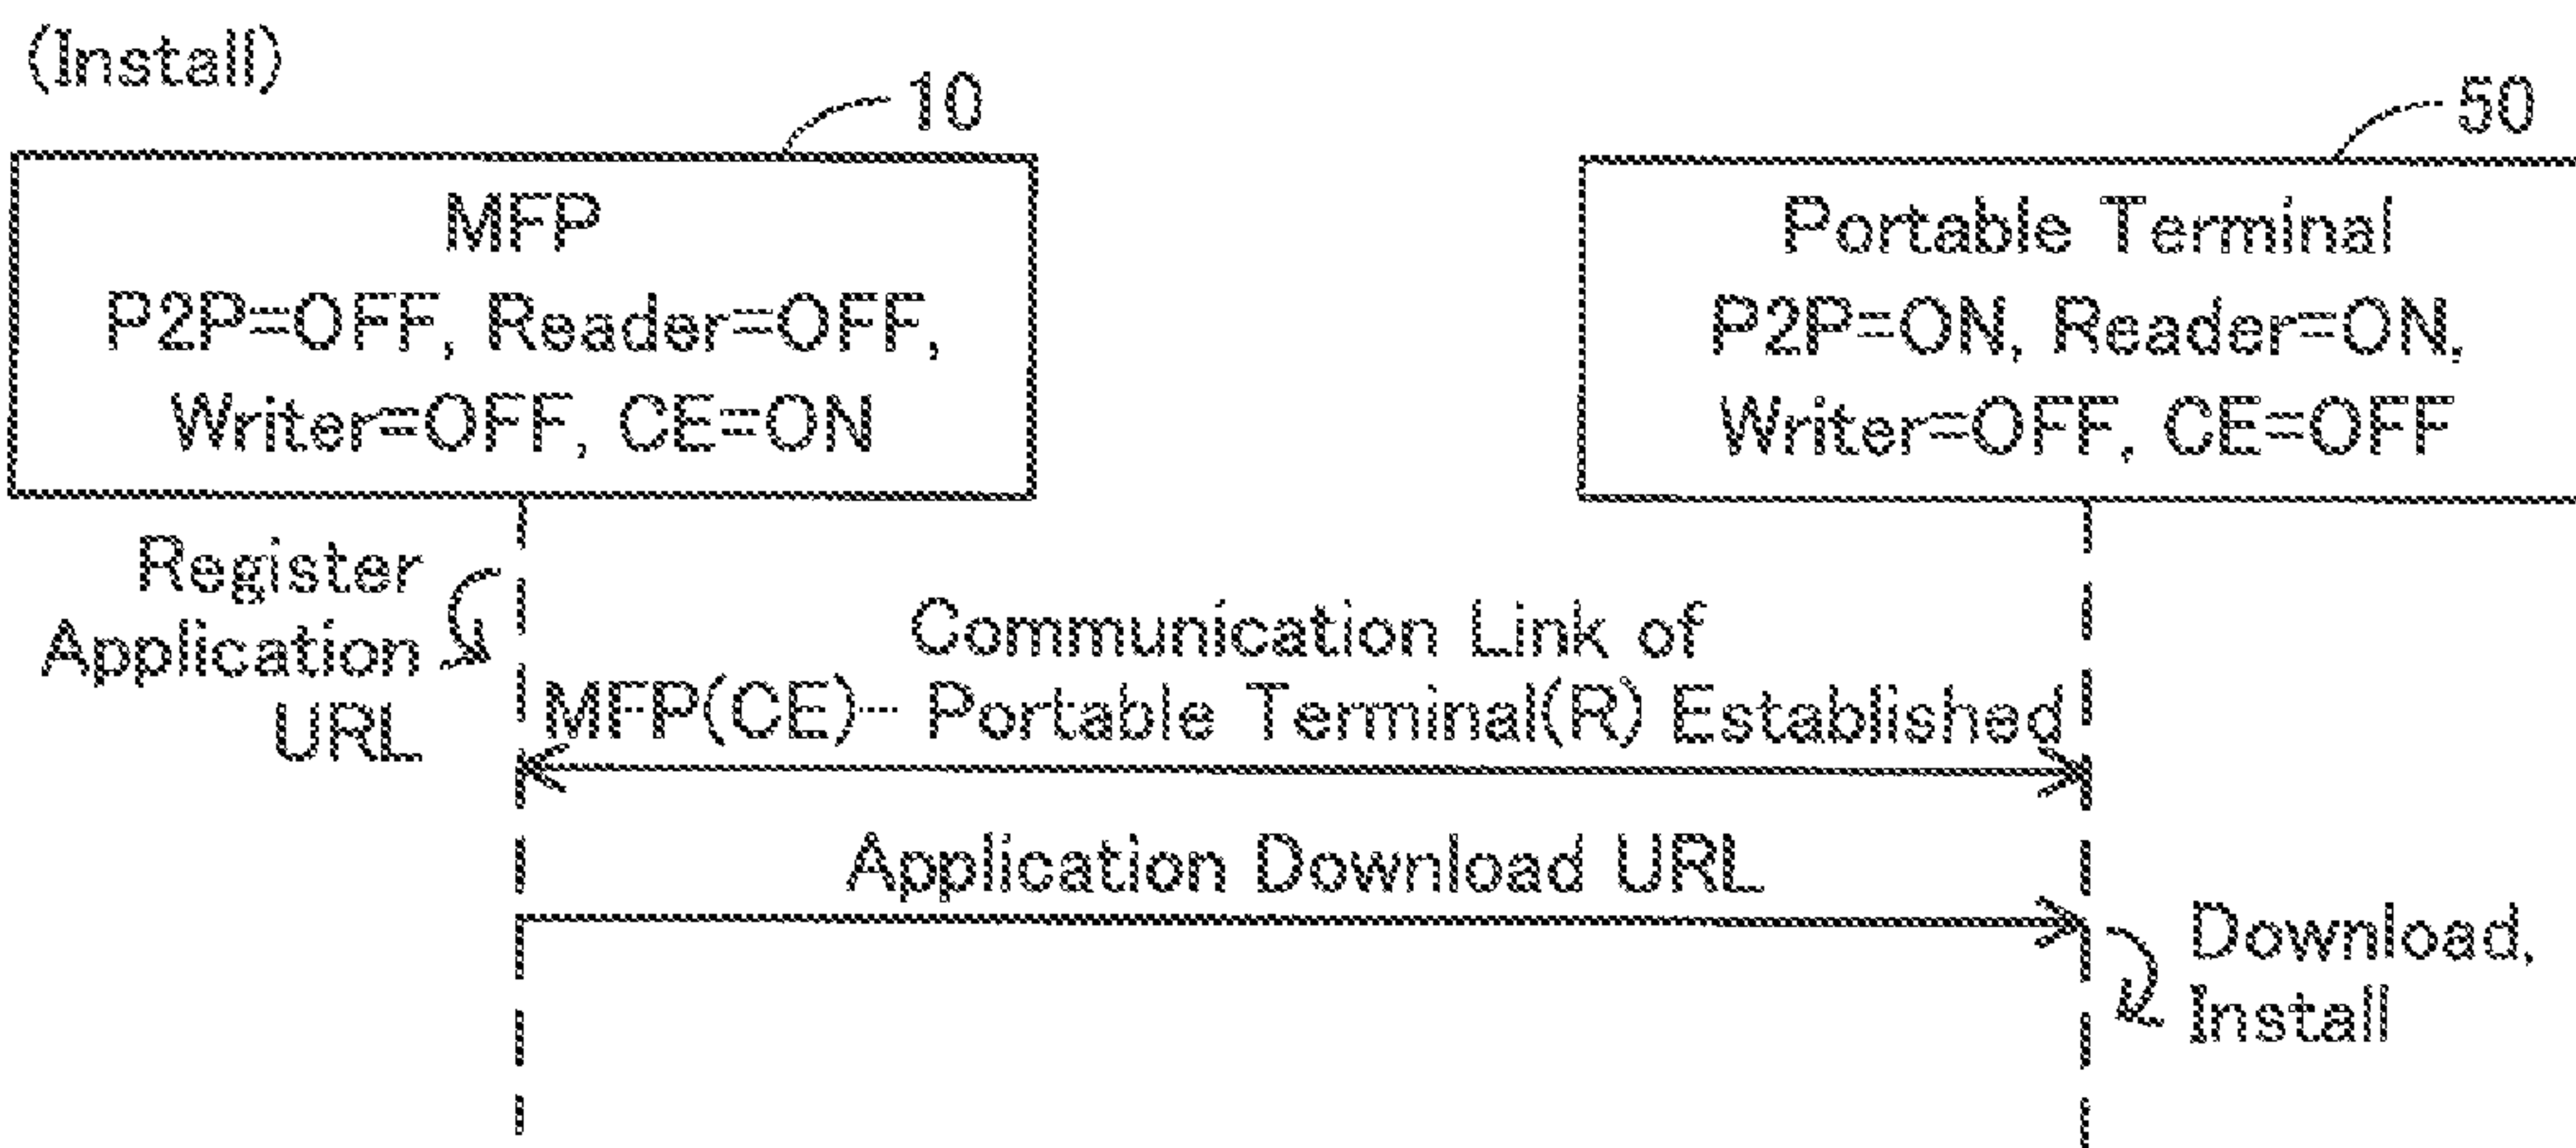 (Install)
10
50
MFP
P2P=OFF, Reader=OFF,
Writer=OFF, CE=ON
Portable Terminal
P2P=ON, Reader=ON,
Writer=OFF, CE=OFF
Register
Application
URL
Communication Link of
MFP(CE)- Portable Terminal(R) Established
Application Download URL
Download,
Install